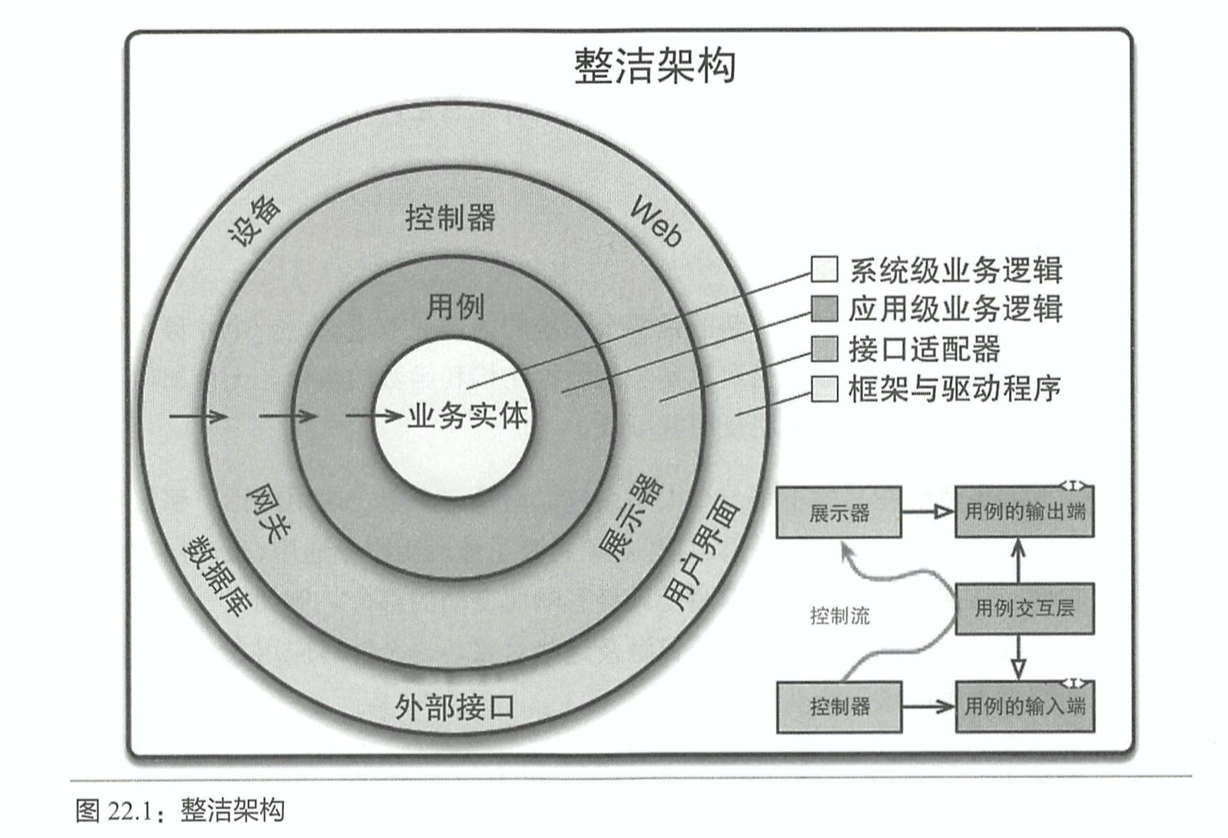 整洁架构
设备
Web
控制器
用例
业务实体
网关
展示器
数据库
用户界面
外部接口
系统级业务逻辑
应用级业务逻辑
接口适配器
框架与驱动程序
展示器
<I>
用例的输出端
控制流
用例交互层
控制器
<I>
用例的输入端
图 22.1：整洁架构